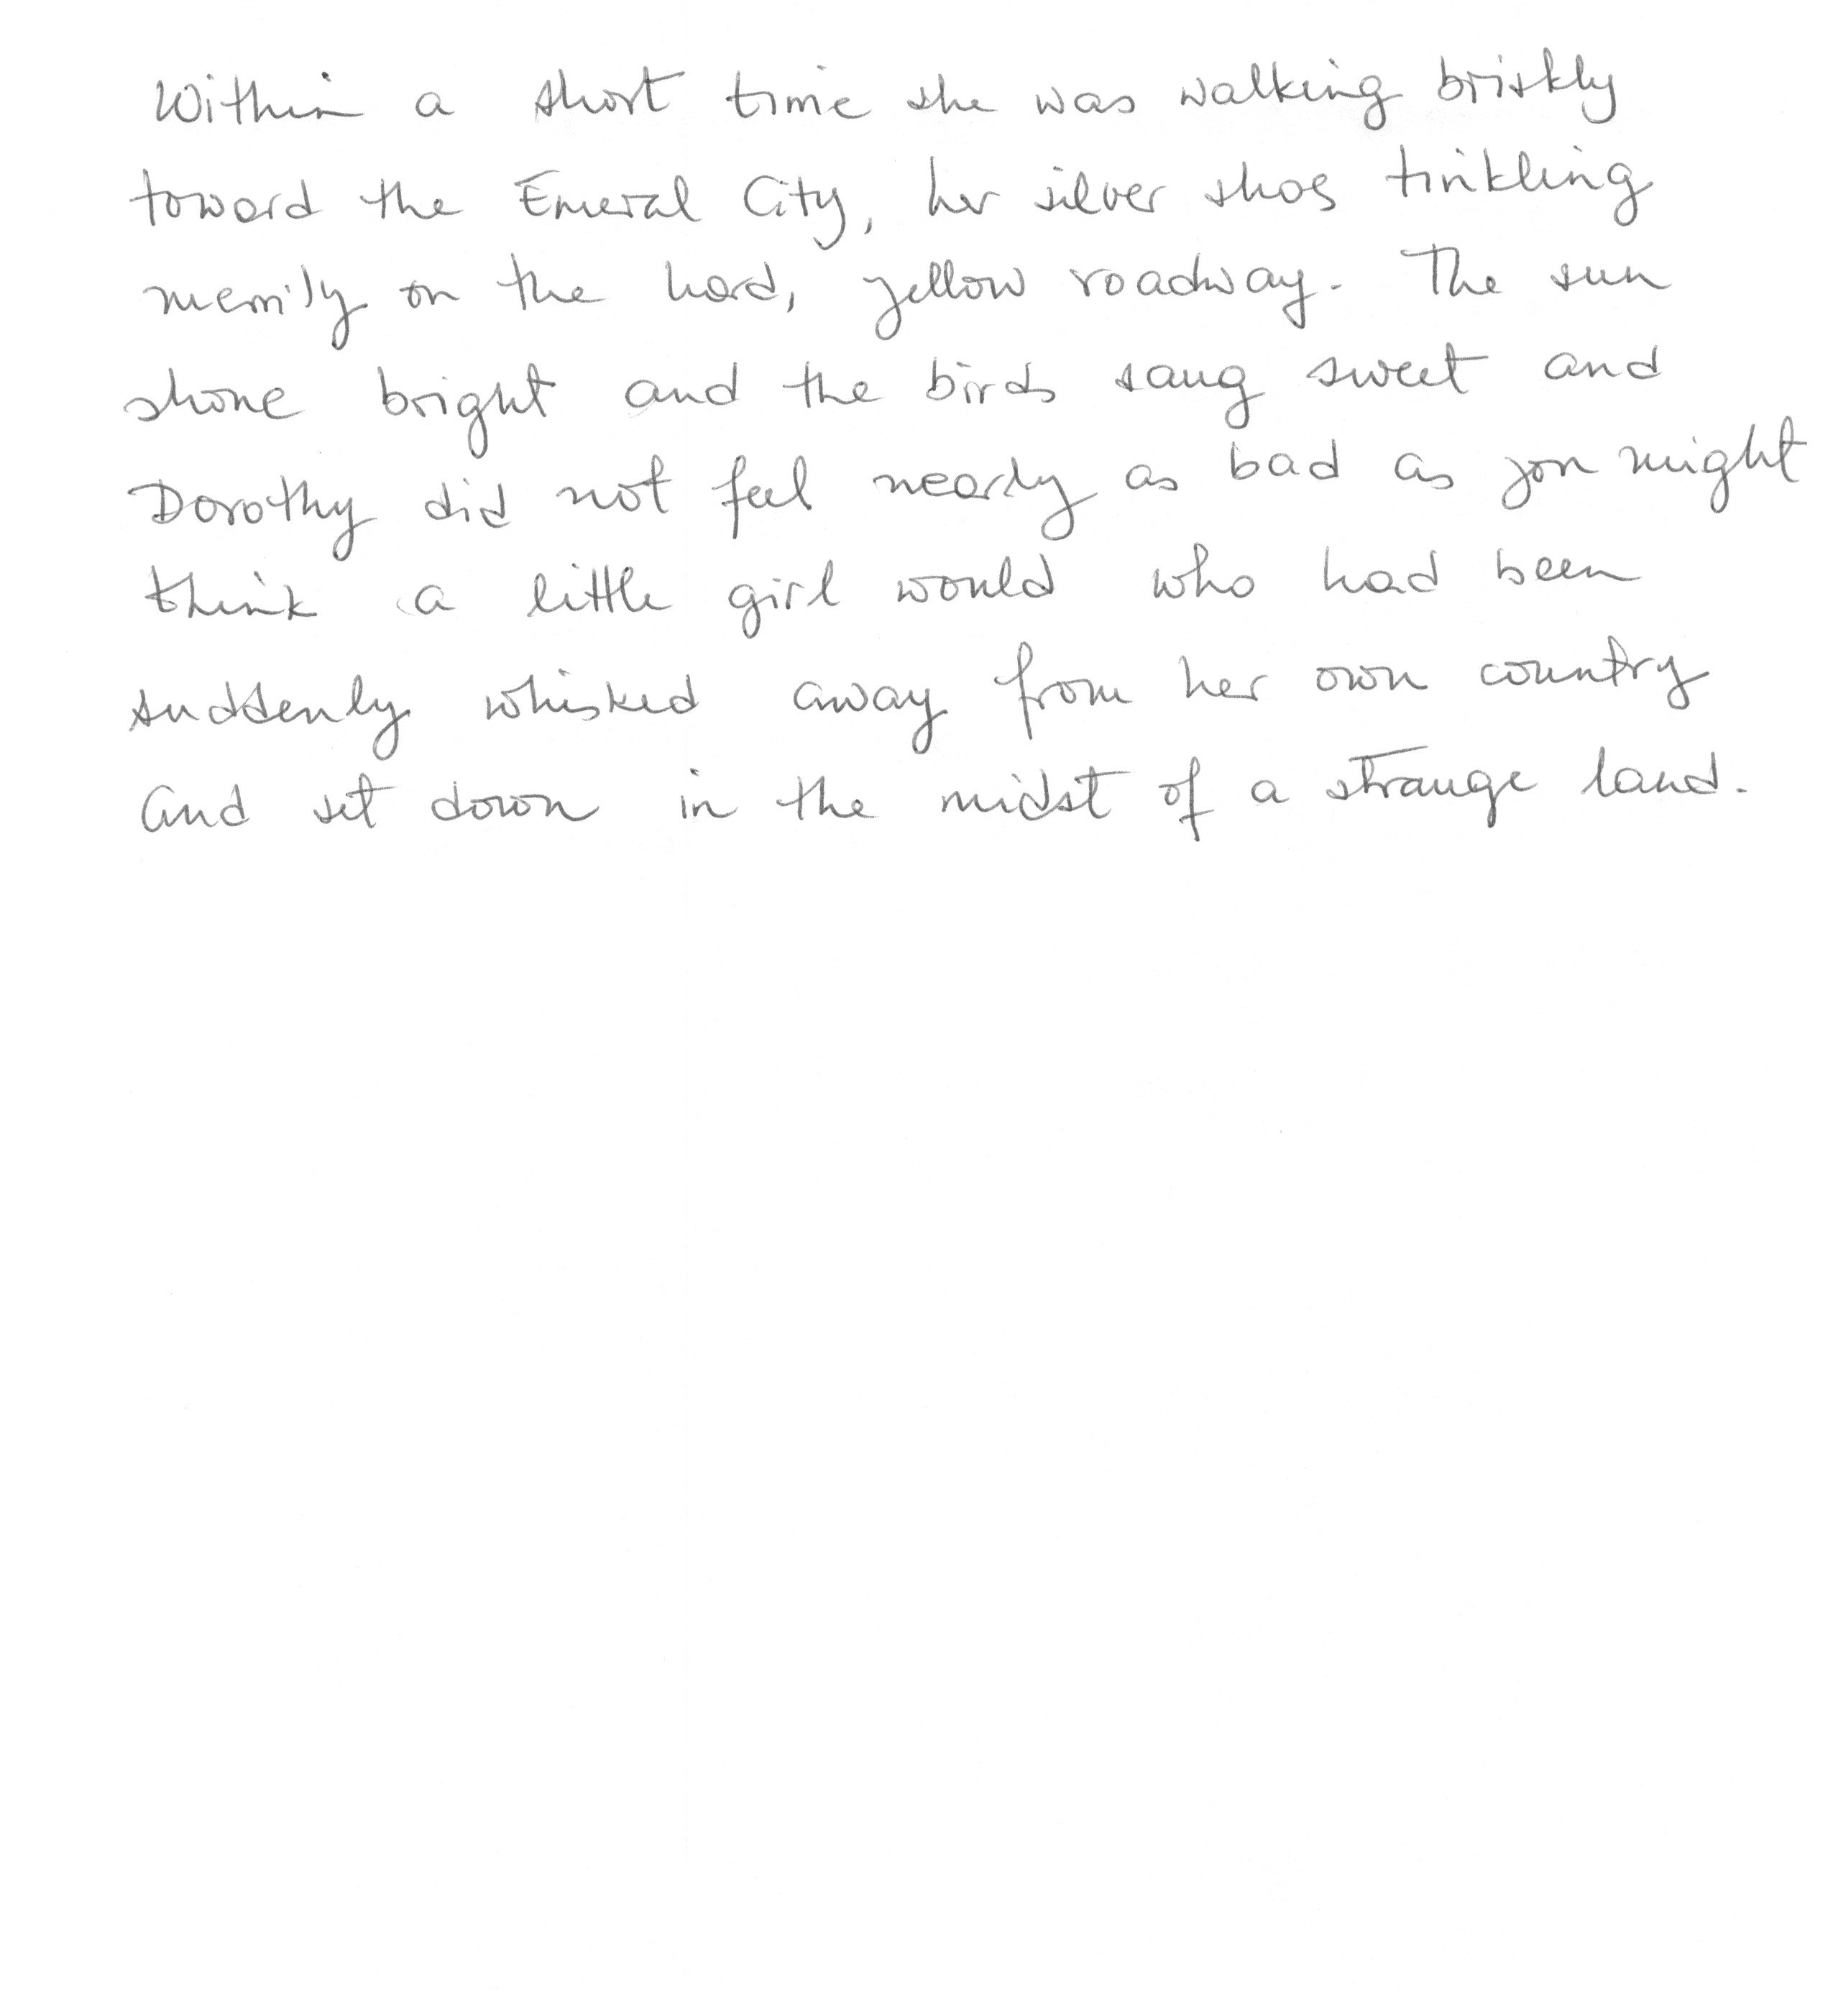 Within a short time she was walking briskly
toward the Emeral City, her silver shoes tinkling
merrily on the hard, yellow roadway. The sun
shone bright and the birds sang sweet and
Dorothy did not feel nearly as bad as you might
think a little girl would who had been
suddenly whisked away from her own country
and set down in the midst of a strange land.